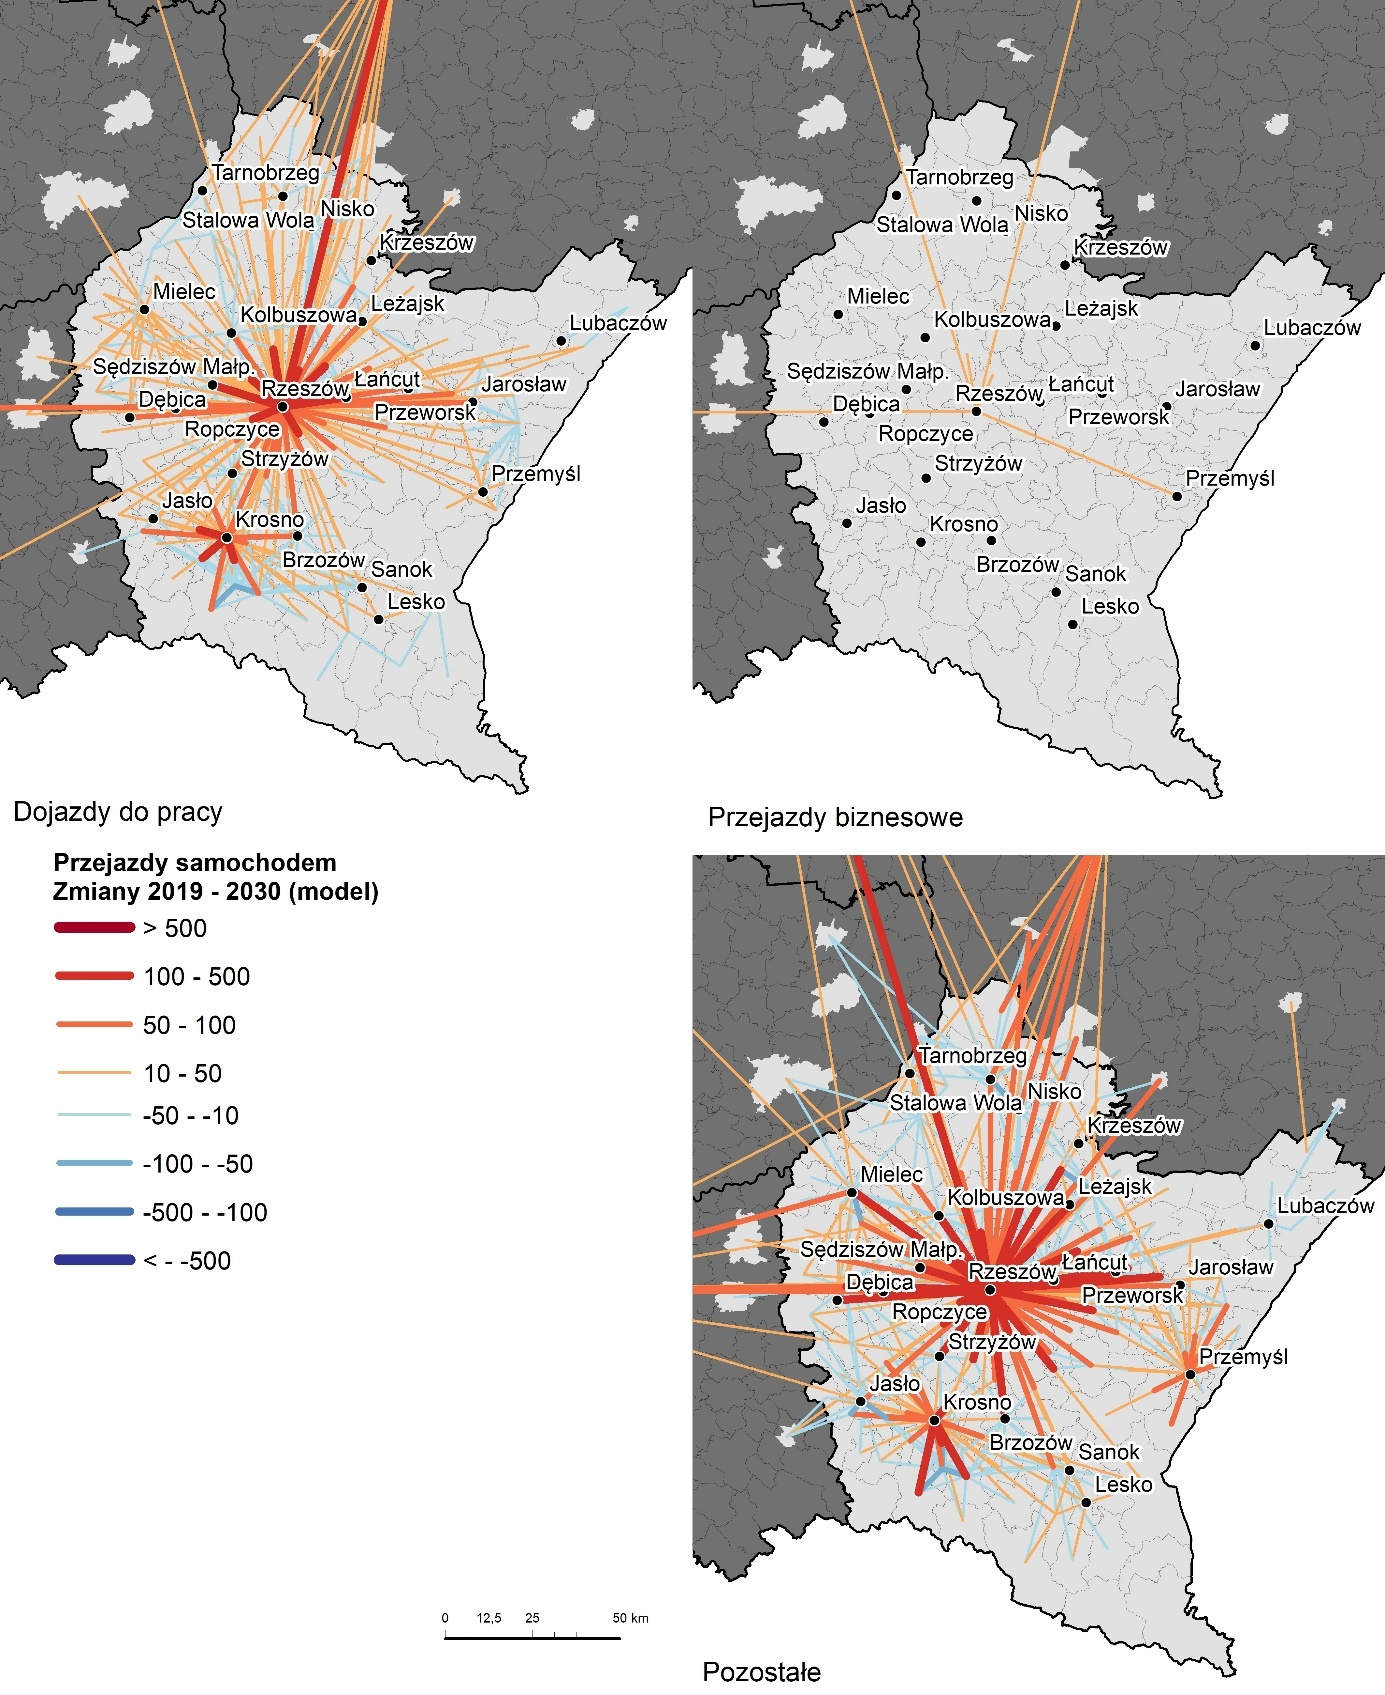 Tarnobrzeg
Stalowa Wola
Nisko
Krzeszów
Mielec
Kolbuszowa
Leżajsk
Lubaczów
Sędziszów Małp.
Rzeszów
Łańcut
Jarosław
Dębica
Przeworsk
Ropczyce
Strzyżów
Przemyśl
Jasło
Krosno
Brzozów
Sanok
Lesko
Dojazdy do pracy
Tarnobrzeg
Stalowa Wola
Nisko
Krzeszów
Mielec
Kolbuszowa
Leżajsk
Lubaczów
Sędziszów Małp.
Rzeszów
Łańcut
Jarosław
Dębica
Przeworsk
Ropczyce
Strzyżów
Przemyśl
Jasło
Krosno
Brzozów
Sanok
Lesko
Przejazdy biznesowe
Przejazdy samochodem
Zmiany 2019 - 2030 (model)
> 500
100 - 500
50 - 100
10 - 50
-50 - -10
-100 - -50
-500 - -100
< - -500
0 12,5 25 50 km
Tarnobrzeg
Stalowa Wola
Nisko
Krzeszów
Mielec
Kolbuszowa
Leżajsk
Lubaczów
Sędziszów Małp.
Rzeszów
Łańcut
Jarosław
Dębica
Przeworsk
Ropczyce
Strzyżów
Przemyśl
Jasło
Krosno
Brzozów
Sanok
Lesko
Pozostałe